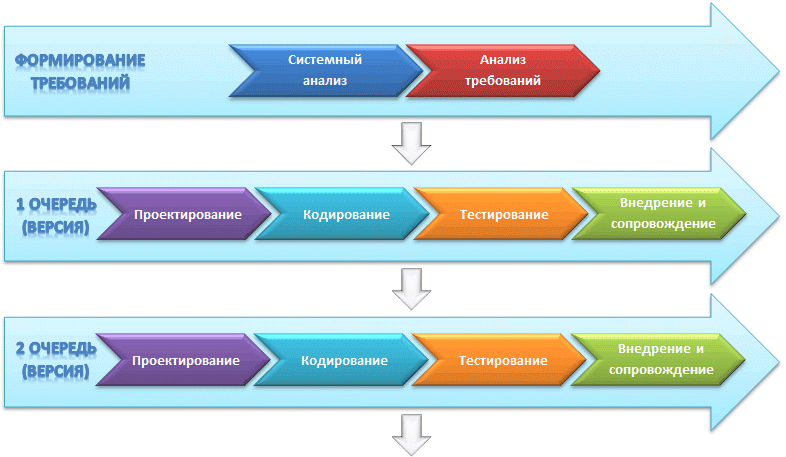 ФОРМИРОВАНИЕ
ТРЕБОВАНИЙ
Системный
анализ
Анализ
требований
1 ОЧЕРЕДЬ
(ВЕРСИЯ)
Проектирование
Кодирование
Тестирование
Внедрение и
сопровождение
2 ОЧЕРЕДЬ
(ВЕРСИЯ)
Проектирование
Кодирование
Тестирование
Внедрение и
сопровождение